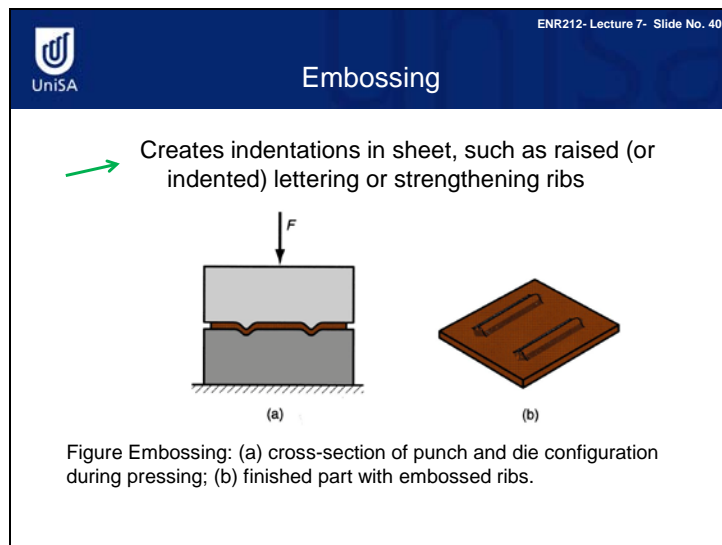 ENR212- Lecture 7- Slide No. 40
UniSA
Embossing
Creates indentations in sheet, such as raised (or
indented) lettering or strengthening ribs
F
(a)
(b)
Figure Embossing: (a) cross-section of punch and die configuration
during pressing; (b) finished part with embossed ribs.